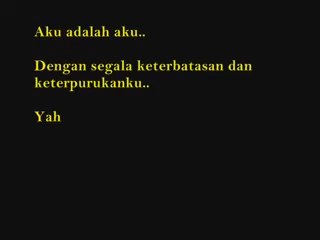 Aku adalah aku..
Dengan segala keterbatasan dan
keterpurukanku..
Yah